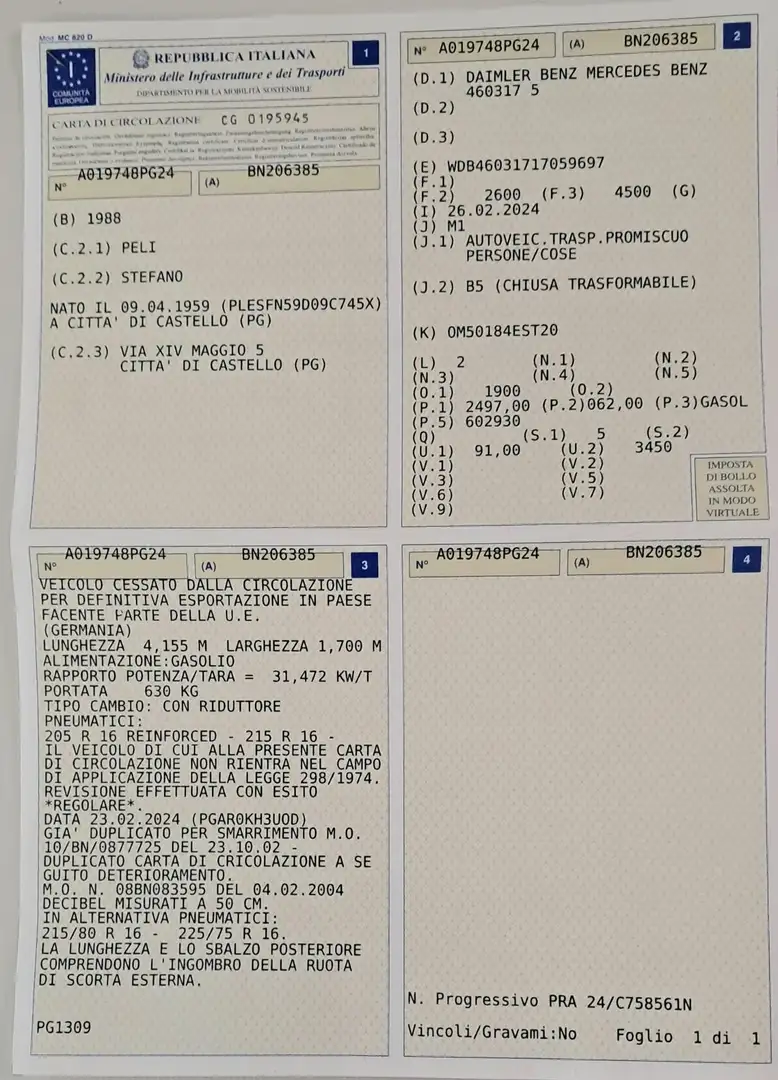 Mod. MC 820 D
COMUNITÀ
EUROPEA
I
REPUBBLICA ITALIANA
Ministero delle Infrastrutture e dei Trasporti
DIPARTIMENTO PER LA MOBILITÀ SOSTENIBILE
1
CARTA DI CIRCOLAZIONE CG 0195945
N° A019748PG24 (A) BN206385
(B) 1988
(C.2.1) PELI
(C.2.2) STEFANO
NATO IL 09.04.1959 (PLESFN59D09C745X)
A CITTA' DI CASTELLO (PG)
(C.2.3) VIA XIV MAGGIO 5
CITTA' DI CASTELLO (PG)
N° A019748PG24 (A) BN206385 2
(D.1) DAIMLER BENZ MERCEDES BENZ
460317 5
(D.2)
(D.3)
(E) WDB46031717059697
(F.1)
(F.2) 2600 (F.3) 4500 (G)
(I) 26.02.2024
(J) M1
(J.1) AUTOVEIC.TRASP.PROMISCUO
PERSONE/COSE
(J.2) B5 (CHIUSA TRASFORMABILE)
(K) OM50184EST20
(L) 2 (N.1) (N.2)
(N.3) (N.4) (N.5)
(O.1) 1900 (O.2)
(P.1) 2497,00 (P.2)062,00 (P.3)GASOL
(P.5) 602930
(Q) (S.1) 5 (S.2)
(U.1) 91,00 (U.2) 3450
(V.1) (V.2)
(V.3) (V.5)
(V.6) (V.7)
(V.9)
IMPOSTA
DI BOLLO
ASSOLTA
IN MODO
VIRTUALE
N° A019748PG24 (A) BN206385 3
VEICOLO CESSATO DALLA CIRCOLAZIONE
PER DEFINITIVA ESPORTAZIONE IN PAESE
FACENTE PARTE DELLA U.E.
(GERMANIA)
LUNGHEZZA 4,155 M LARGHEZZA 1,700 M
ALIMENTAZIONE:GASOLIO
RAPPORTO POTENZA/TARA = 31,472 KW/T
PORTATA 630 KG
TIPO CAMBIO: CON RIDUTTORE
PNEUMATICI:
205 R 16 REINFORCED - 215 R 16 -
IL VEICOLO DI CUI ALLA PRESENTE CARTA
DI CIRCOLAZIONE NON RIENTRA NEL CAMPO
DI APPLICAZIONE DELLA LEGGE 298/1974.
REVISIONE EFFETTUATA CON ESITO
*REGOLARE*.
DATA 23.02.2024 (PGAR0KH3UOD)
GIA' DUPLICATO PER SMARRIMENTO M.O.
10/BN/0877725 DEL 23.10.02 -
DUPLICATO CARTA DI CRICOLAZIONE A SE
GUITO DETERIORAMENTO.
M.O. N. 08BN083595 DEL 04.02.2004
DECIBEL MISURATI A 50 CM.
IN ALTERNATIVA PNEUMATICI:
215/80 R 16 - 225/75 R 16.
LA LUNGHEZZA E LO SBALZO POSTERIORE
COMPRENDONO L'INGOMBRO DELLA RUOTA
DI SCORTA ESTERNA.
PG1309
N° A019748PG24 (A) BN206385 4
N. Progressivo PRA 24/C758561N
Vincoli/Gravami:No Foglio 1 di 1